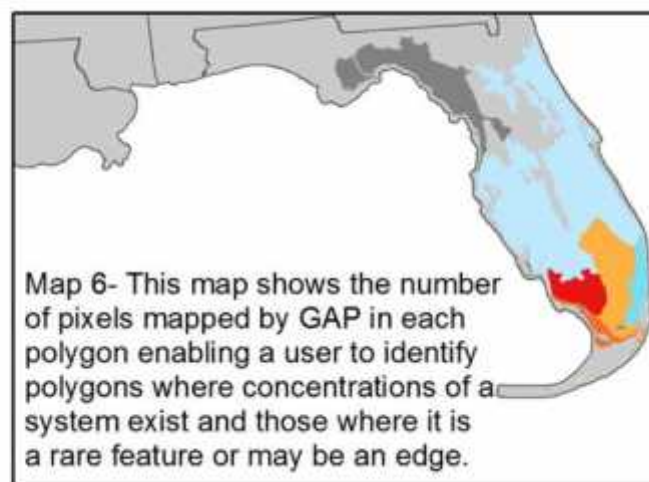 Map 6- This map shows the number
of pixels mapped by GAP in each
polygon enabling a user to identify
polygons where concentrations of a
system exist and those where it is
a rare feature or may be an edge.